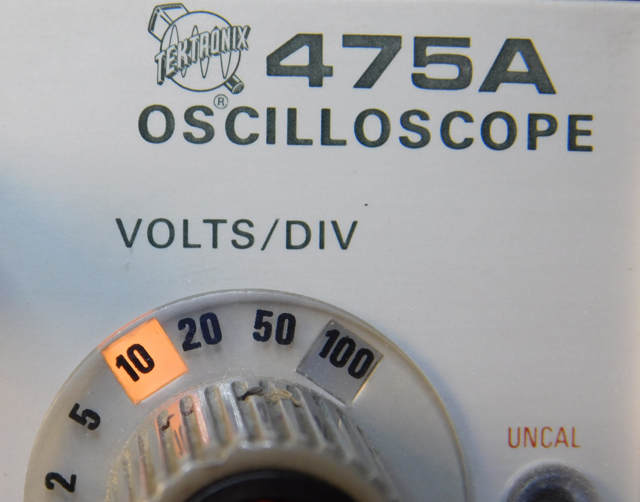 TEKTRONIX 475A
®
OSCILLOSCOPE
VOLTS/DIV
2 5 10 20 50 100
UNCAL